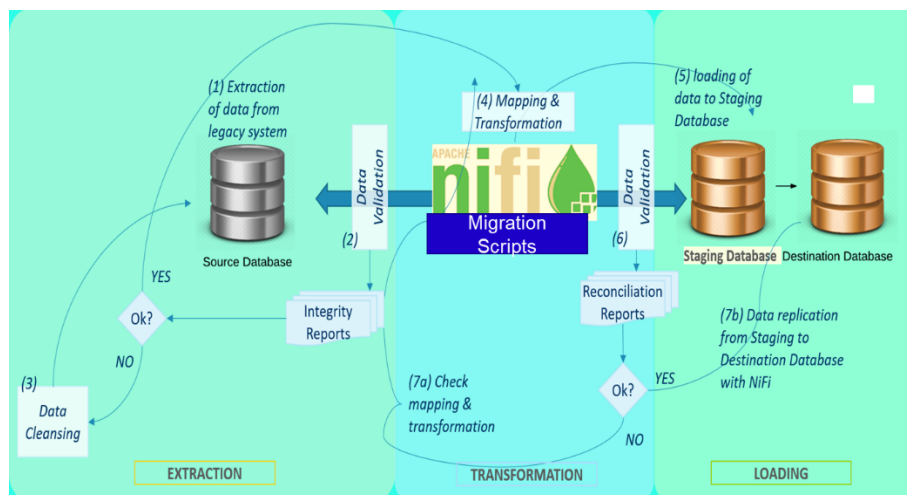 (1) Extraction
of data from
legacy system
Source Database
Data
Validation
(2)
Integrity
Reports
Ok?
YES
NO
(3)
Data
Cleansing
EXTRACTION
(4) Mapping &
Transformation
APACHE
nifi
Migration
Scripts
Data
Validation
(6)
Reconciliation
Reports
Ok?
YES
NO
(7a) Check
mapping &
transformation
TRANSFORMATION
(5) loading of
data to Staging
Database
Staging Database
Destination Database
(7b) Data replication
from Staging to
Destination Database
with NiFi
LOADING